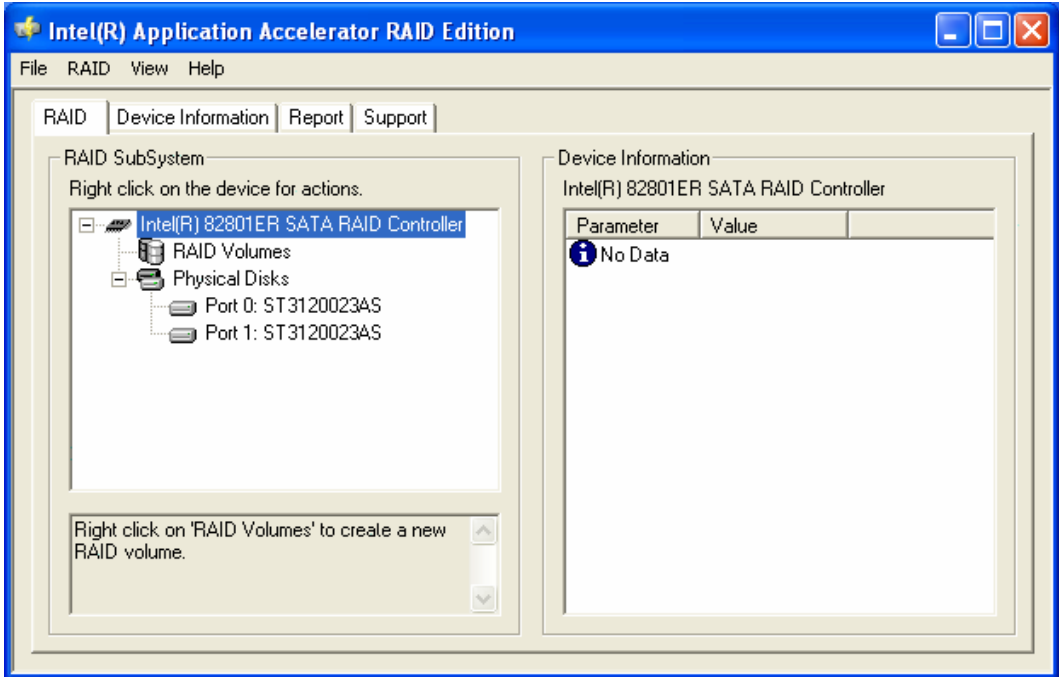 Intel(R) Application Accelerator RAID Edition
File RAID View Help
RAID Device Information Report Support
RAID SubSystem
Right click on the device for actions.
Intel(R) 82801ER SATA RAID Controller
RAID Volumes
Physical Disks
Port 0: ST3120023AS
Port 1: ST3120023AS
Right click on 'RAID Volumes' to create a new
RAID volume.
Device Information
Intel(R) 82801ER SATA RAID Controller
Parameter Value
No Data